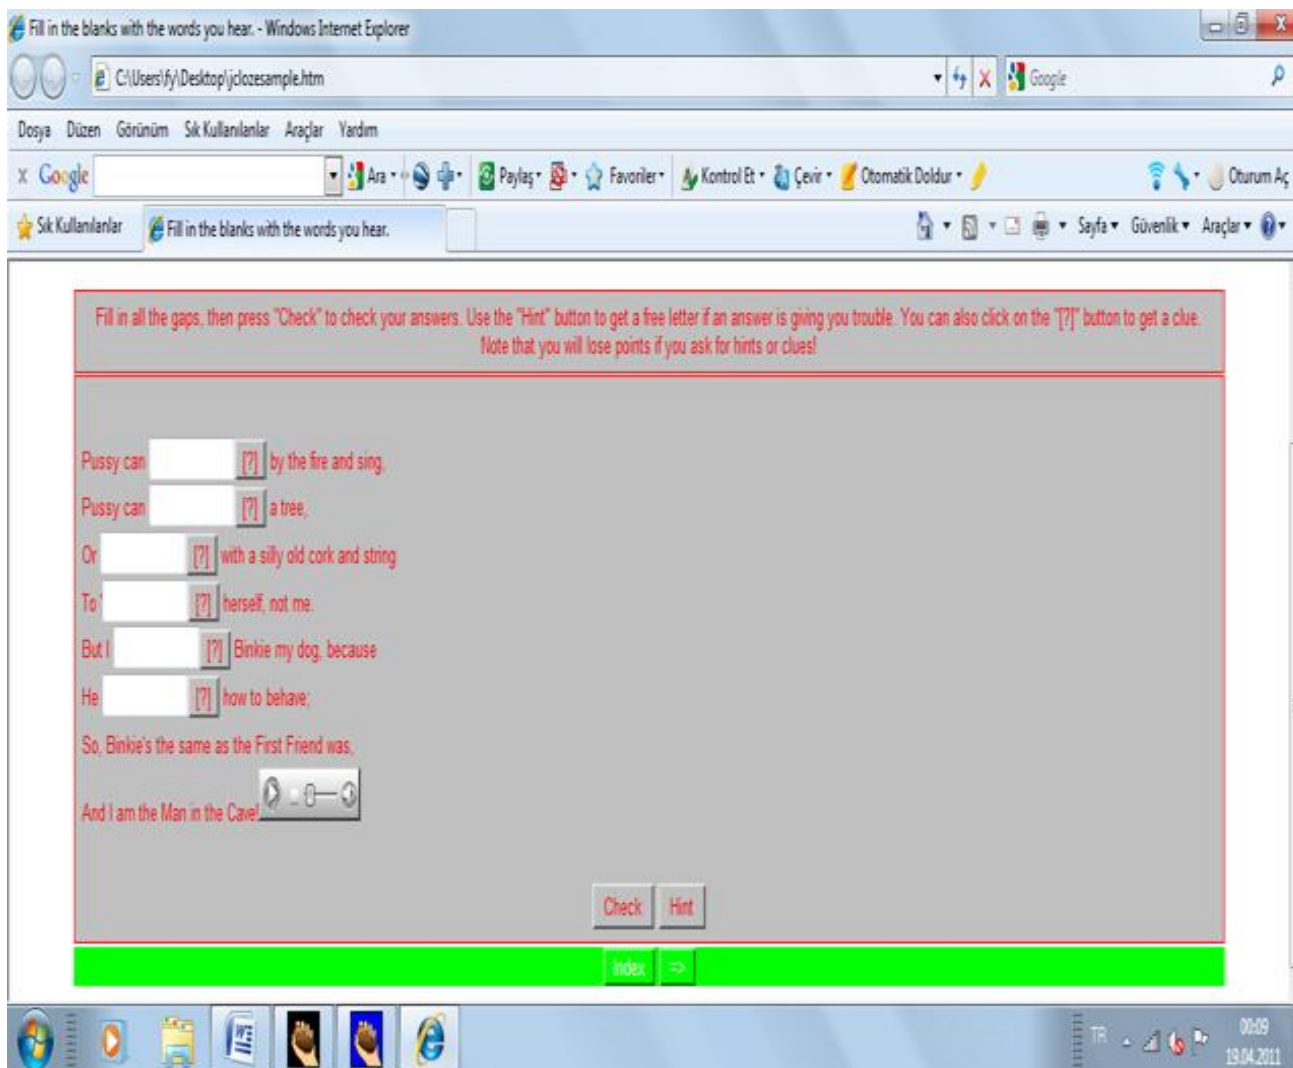 Fill in the blanks with the words you hear. - Windows Internet Explorer
C:\Users\fy\Desktop\jclozesample.htm
Google
Dosya Düzen Görünüm Sık Kullanılanlar Araçlar Yardım
x Google Ara Paylaş Favoriler Kontrol Et Çevir Otomatik Doldur Oturum Aç
Sık Kullanılanlar Fill in the blanks with the words you hear. Sayfa Güvenlik Araçlar
Fill in all the gaps, then press "Check" to check your answers. Use the "Hint" button to get a free letter if an answer is giving you trouble. You can also click on the "[?]" button to get a clue.
Note that you will lose points if you ask for hints or clues!
Pussy can [?] by the fire and sing,
Pussy can [?] a tree,
Or [?] with a silly old cork and string
To ' [?] herself, not me.
But I [?] Binkie my dog, because
He [?] how to behave;
So, Binkie's the same as the First Friend was,
And I am the Man in the Cave!
Check Hint
Index =>
TR 00:09
19.04.2011